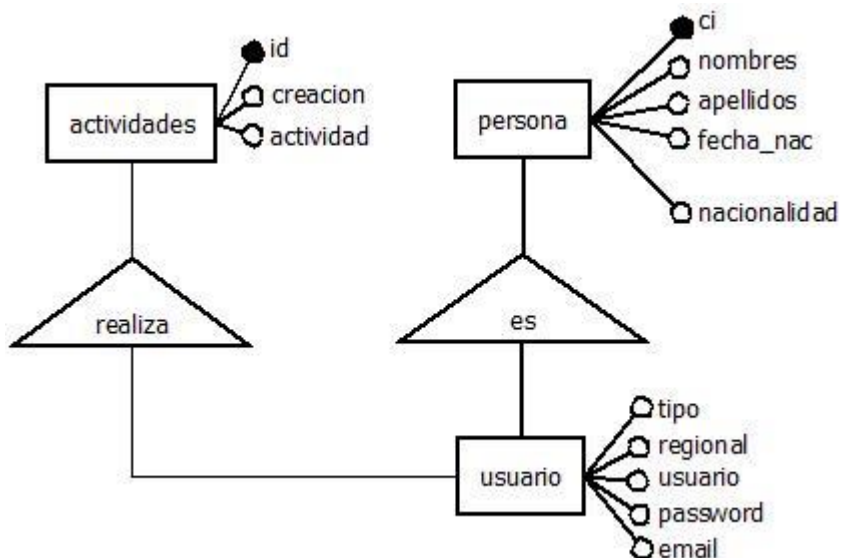 id
creacion
actividad
actividades
ci
nombres
apellidos
fecha_nac
nacionalidad
persona
realiza
es
tipo
regional
usuario
password
email
usuario